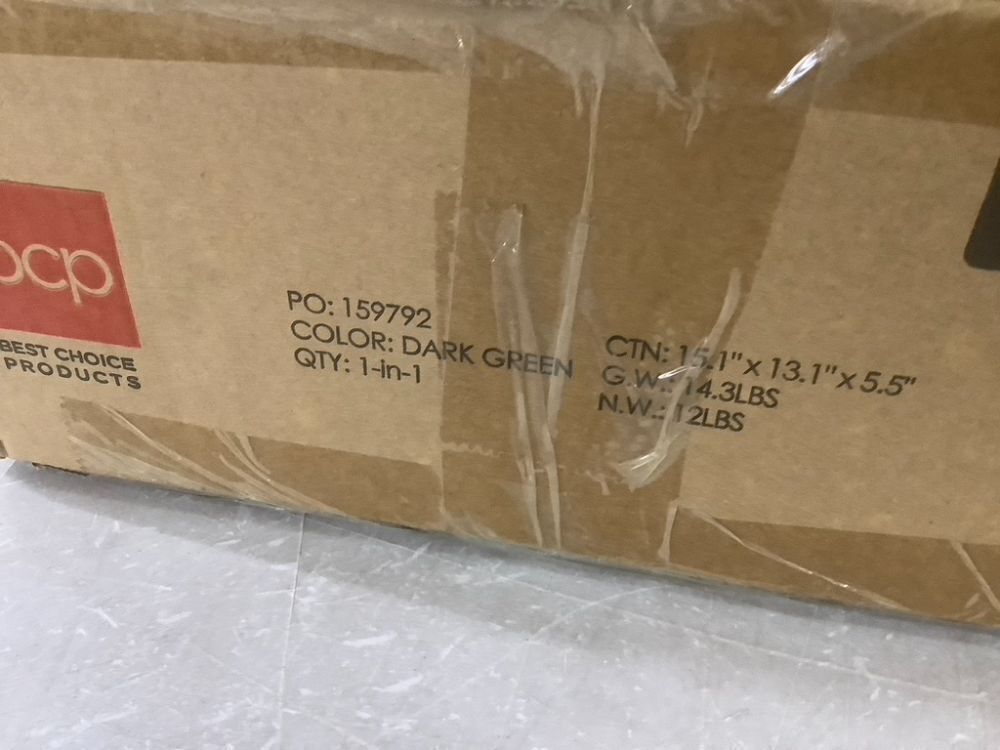 bcp
BEST CHOICE
PRODUCTS
PO: 159792
COLOR: DARK GREEN
QTY: 1-in-1
CTN: 15.1" x 13.1" x 5.5"
G.W.: 14.3LBS
N.W.: 12LBS